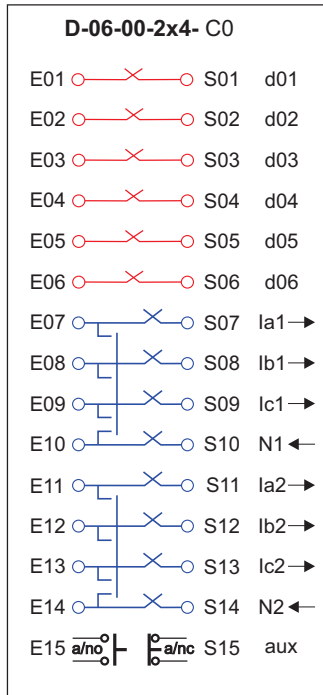 D-06-00-2x4- C0
E01 S01 d01
E02 S02 d02
E03 S03 d03
E04 S04 d04
E05 S05 d05
E06 S06 d06
E07 S07 Ia1
E08 S08 Ib1
E09 S09 Ic1
E10 S10 N1
E11 S11 Ia2
E12 S12 Ib2
E13 S13 Ic2
E14 S14 N2
E15 a/no a/nc S15 aux